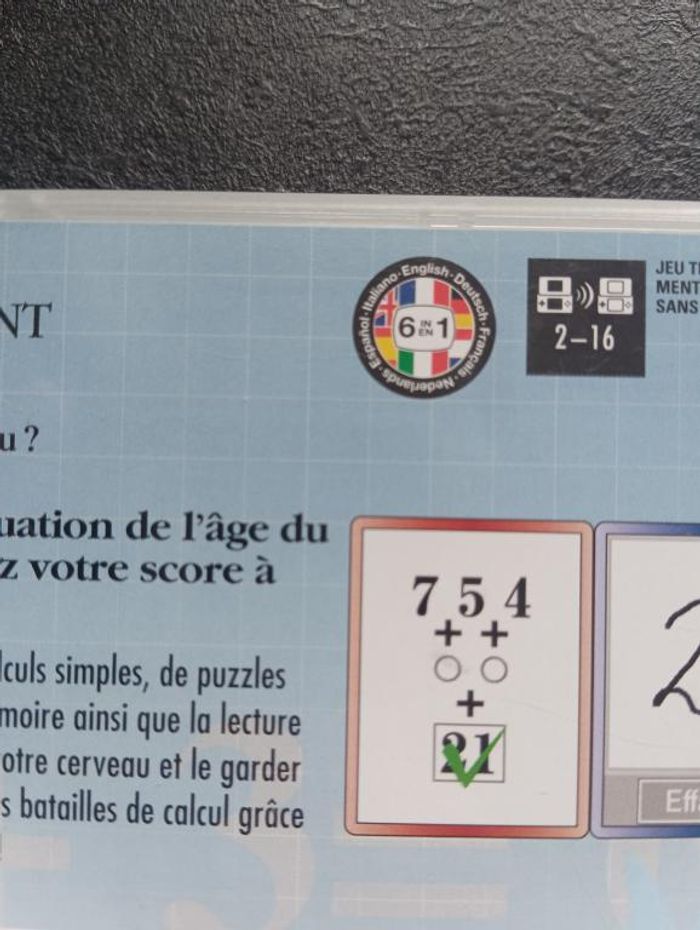 NT
Español · Italiano · English · Deutsch · Français · Nederlands
6 IN EN 1
2–16
JEU T
MENT
SANS
u ?
uation de l'âge du
z votre score à
7 5 4
+ +
+
21
lculs simples, de puzzles
moire ainsi que la lecture
otre cerveau et le garder
s batailles de calcul grâce
Eff